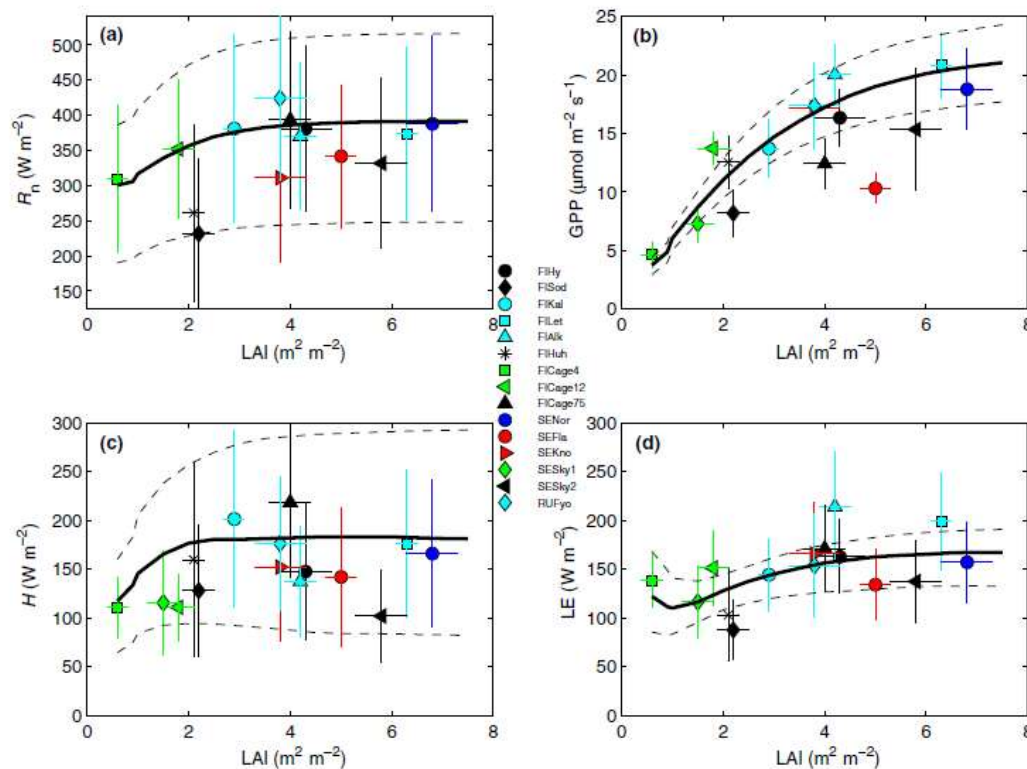 (a)
500
450
400
350
300
250
200
150
Rn (W m⁻²)
0 2 4 6 8
LAI (m² m⁻²)
(b)
25
20
15
10
5
0
GPP (μmol m⁻² s⁻¹)
0 2 4 6 8
LAI (m² m⁻²)
FIHy
FISod
FIKal
FILet
FIAlk
FIHuh
FICage4
FICage12
FICage75
SENor
SEFla
SEKno
SESky1
SESky2
RUFyo
(c)
300
250
200
150
100
50
0
H (W m⁻²)
0 2 4 6 8
LAI (m² m⁻²)
(d)
300
250
200
150
100
50
0
LE (W m⁻²)
0 2 4 6 8
LAI (m² m⁻²)